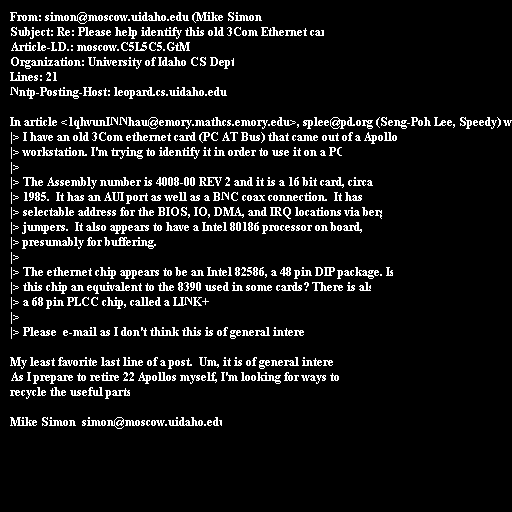 From: simon@moscow.uidaho.edu (Mike Simon
Subject: Re: Please help identify this old 3Com Ethernet car
Article-I.D.: moscow.C5L5C5.GtM
Organization: University of Idaho CS Dept
Lines: 21
Nntp-Posting-Host: leopard.cs.uidaho.edu

In article <1qhvunINNhau@emory.mathcs.emory.edu>, splee@pd.org (Seng-Poh Lee, Speedy) w
|> I have an old 3Com ethernet card (PC AT Bus) that came out of a Apollo
|> workstation. I'm trying to identify it in order to use it on a PC
|>
|> The Assembly number is 4008-00 REV 2 and it is a 16 bit card, circa
|> 1985.  It has an AUI port as well as a BNC coax connection.  It has
|> selectable address for the BIOS, IO, DMA, and IRQ locations via berg
|> jumpers.  It also appears to have a Intel 80186 processor on board,
|> presumably for buffering.
|>
|> The ethernet chip appears to be an Intel 82586, a 48 pin DIP package. Is
|> this chip an equivalent to the 8390 used in some cards? There is als
|> a 68 pin PLCC chip, called a LINK+
|>
|> Please  e-mail as I don't think this is of general intere

My least favorite last line of a post.  Um, it is of general intere
As I prepare to retire 22 Apollos myself, I'm looking for ways to
recycle the useful parts

Mike Simon  simon@moscow.uidaho.edu